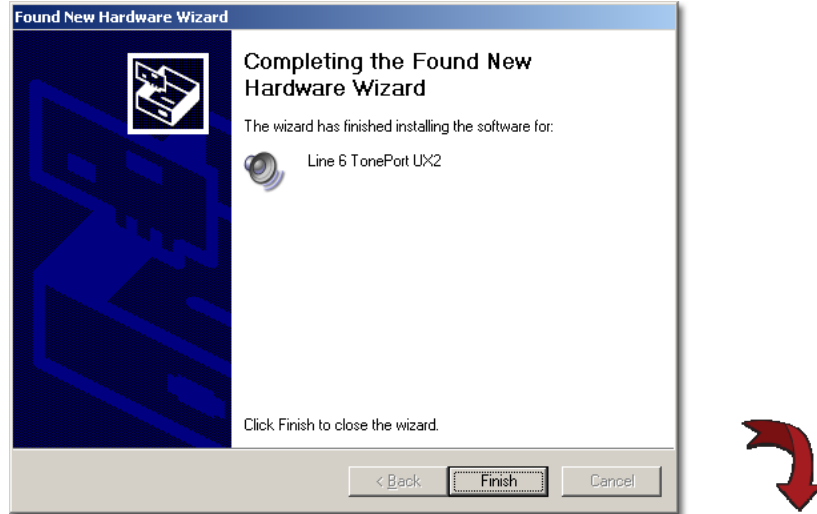 Found New Hardware Wizard
Completing the Found New
Hardware Wizard
The wizard has finished installing the software for:
Line 6 TonePort UX2
Click Finish to close the wizard.
< Back
Finish
Cancel